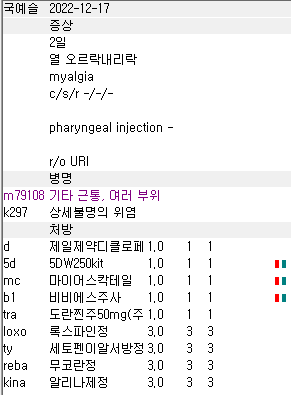 국예슬 2022-12-17
증상
2일
열 오르락내리락
myalgia
c/s/r -/-/-
pharyngeal injection -
r/o URI
병명
m79108 기타 근통, 여러 부위
k297 상세불명의 위염
처방
d 제일제약디클로페 1.0 1 1
5d 5DW250kit 1.0 1 1
mc 마이어스칵테일 1.0 1 1
b1 비비에스주사 1.0 1 1
tra 도란찐주50mg(주 1.0 1 1
loxo 록스파인정 3.0 3 3
ty 세토펜이알서방정 3.0 3 3
reba 무코란정 3.0 3 3
kina 알리나제정 3.0 3 3